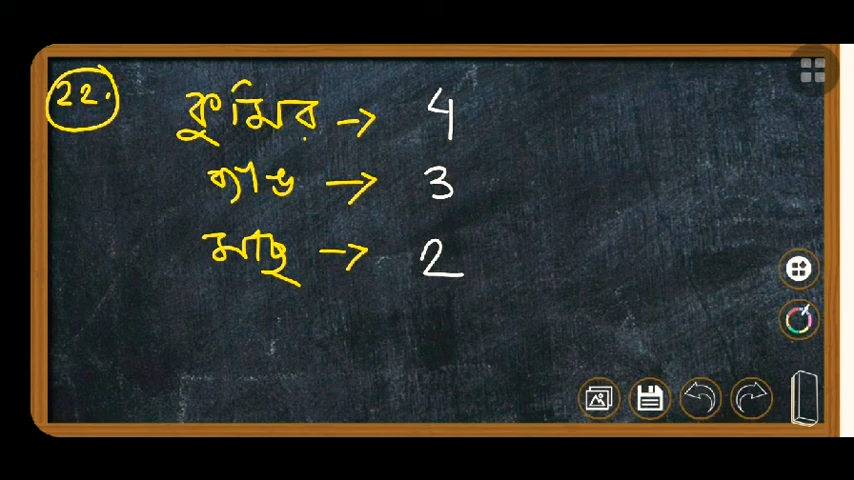 22.
কুমির → 4
ব্যাঙ → 3
মাছ → 2